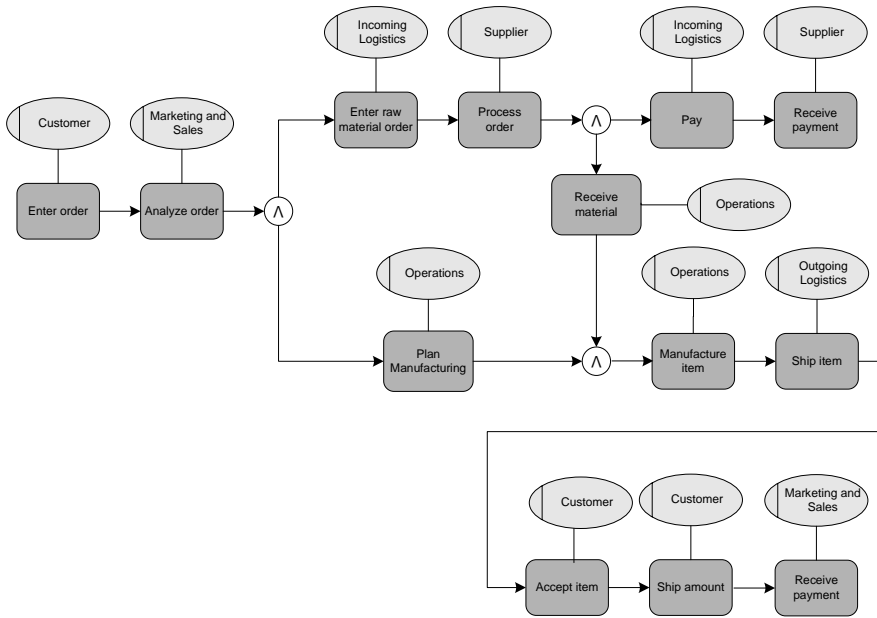 Incoming
Logistics
Supplier
Incoming
Logistics
Supplier
Customer
Marketing and
Sales
Enter raw
material order
Process
order
Λ
Pay
Receive
payment
Enter order
Analyze order
Λ
Receive
material
Operations
Operations
Operations
Outgoing
Logistics
Plan
Manufacturing
Λ
Manufacture
item
Ship item
Customer
Customer
Marketing and
Sales
Accept item
Ship amount
Receive
payment